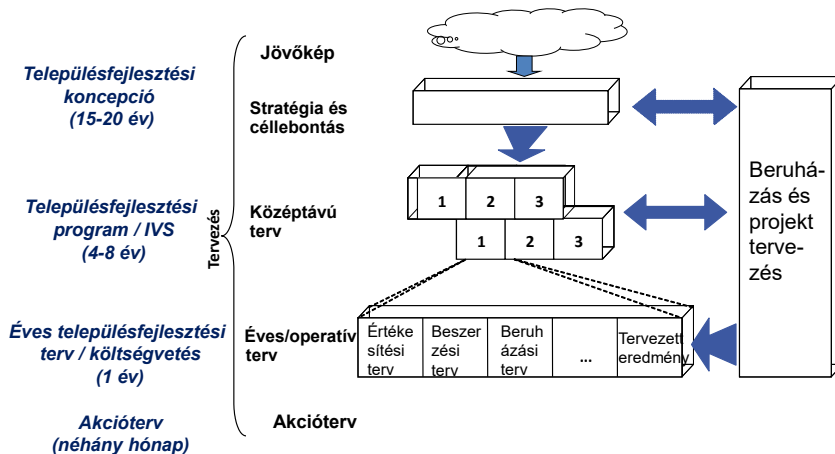 Településfejlesztési
koncepció
(15-20 év)
Településfejlesztési
program / IVS
(4-8 év)
Éves településfejlesztési
terv / költségvetés
(1 év)
Akcióterv
(néhány hónap)
Tervezés
Jövőkép
Stratégia és
céllebontás
Középtávú
terv
Éves/operatív
terv
Akcióterv
1 2 3
1 2 3
Értéke
sítési
terv
Beszer
zési
terv
Beruh
ázási
terv
...
Tervezett
eredmény
Beruhá-
zás és
projekt
terve-
zés